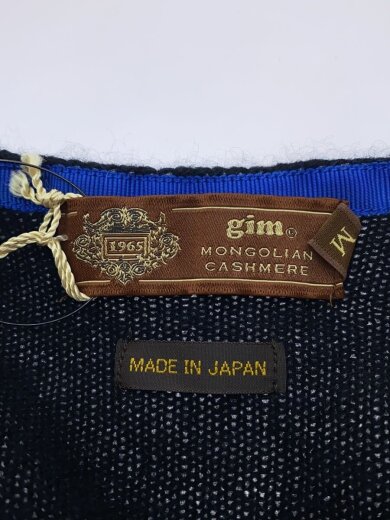 1965
gim
MONGOLIAN
CASHMERE
M
MADE IN JAPAN